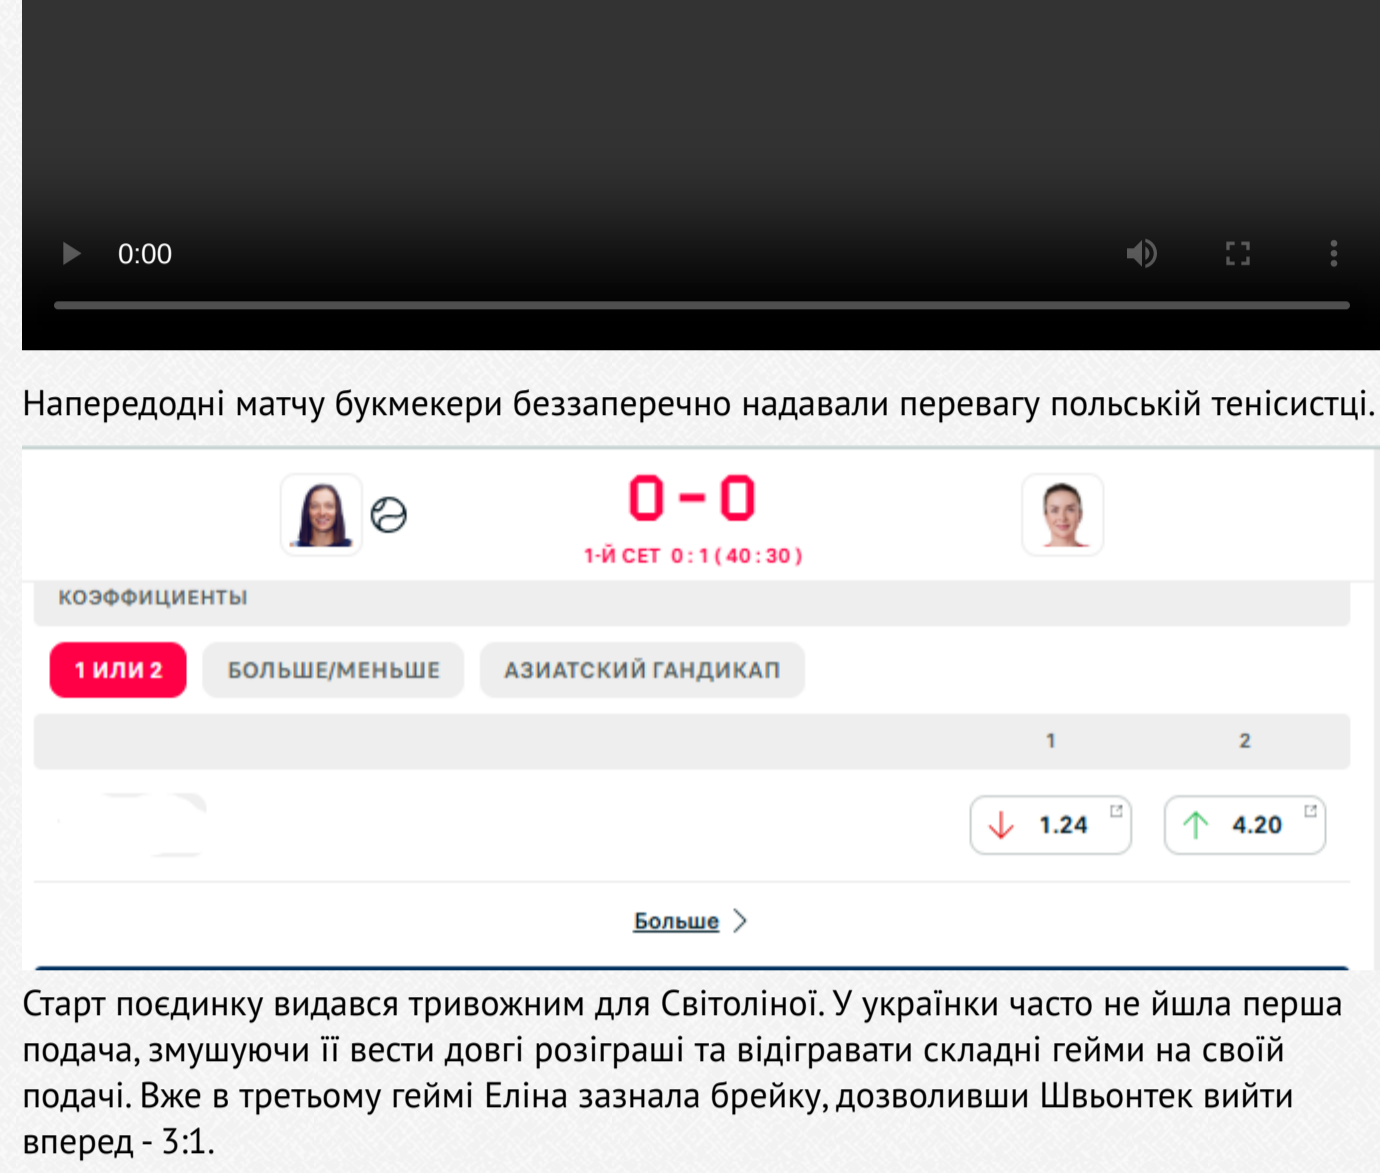 0:00
Напередодні матчу букмекери беззаперечно надавали перевагу польській тенісистці.
0 - 0
1-Й СЕТ 0 : 1 ( 40 : 30 )
КОЭФФИЦИЕНТЫ
1 ИЛИ 2 БОЛЬШЕ/МЕНЬШЕ АЗИАТСКИЙ ГАНДИКАП
1 2
1.24 4.20
Больше
Старт поєдинку видався тривожним для Світоліної. У українки часто не йшла перша
подача, змушуючи її вести довгі розіграші та відігравати складні гейми на своїй
подачі. Вже в третьому геймі Еліна зазнала брейку, дозволивши Швьонтек вийти
вперед - 3:1.